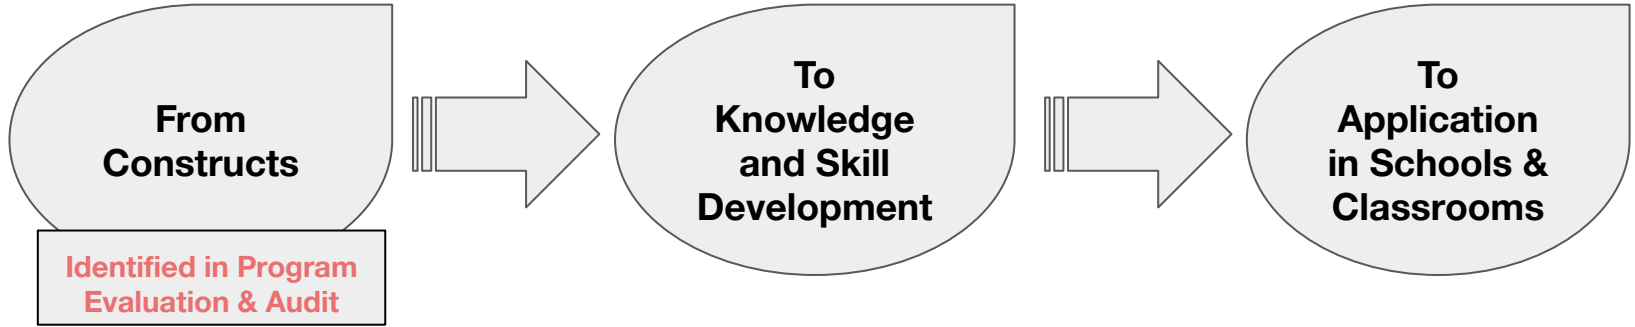 From
Constructs
Identified in Program
Evaluation & Audit
To
Knowledge
and Skill
Development
To
Application
in Schools &
Classrooms